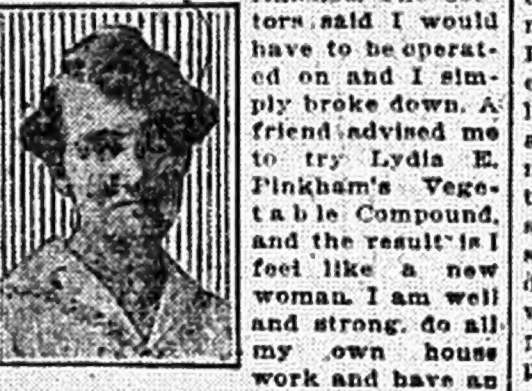 tors said I would
have to be operat-
ed on and I sim-
ply broke down. A
friend advised me
to try Lydia E.
Pinkham's Vege-
table Compound,
and the result is I
feel like a new
woman. I am well
and strong, do all
my own house
work and have an